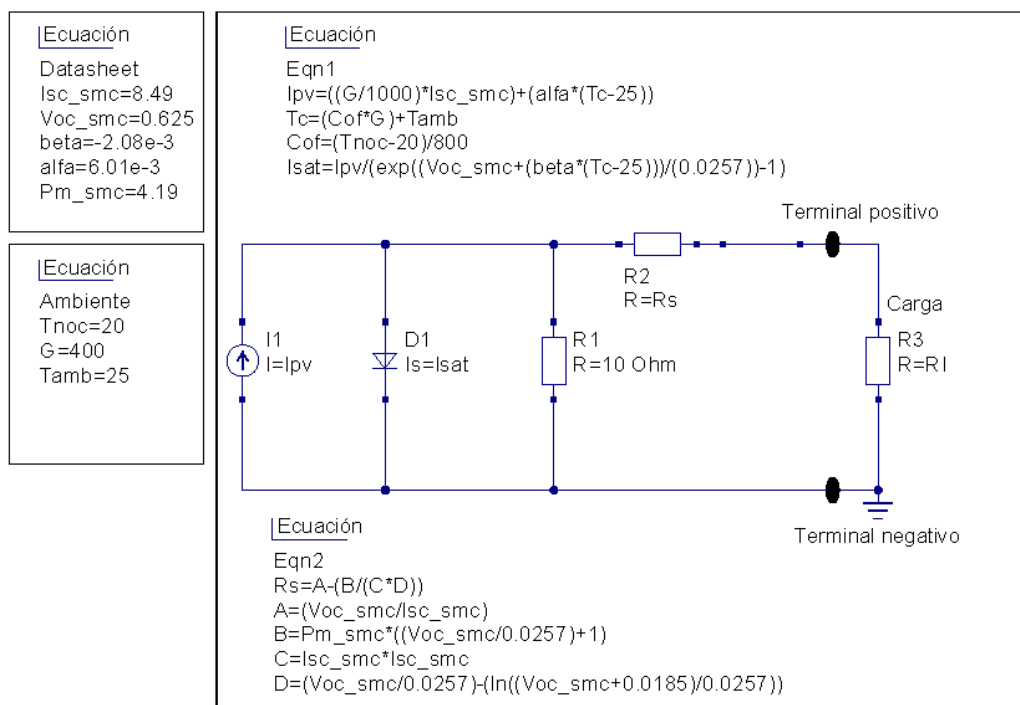 Ecuación
Datasheet
Isc_smc=8.49
Voc_smc=0.625
beta=-2.08e-3
alfa=6.01e-3
Pm_smc=4.19
Ecuación
Ambiente
Tnoc=20
G=400
Tamb=25
Ecuación
Eqn1
Ipv=((G/1000)*Isc_smc)+(alfa*(Tc-25))
Tc=(Cof*G)+Tamb
Cof=(Tnoc-20)/800
Isat=Ipv/(exp((Voc_smc+(beta*(Tc-25)))/(0.0257))-1)
Terminal positivo
R2
R=Rs
Carga
I1
I=Ipv
D1
Is=Isat
R1
R=10 Ohm
R3
R=Rl
Terminal negativo
Ecuación
Eqn2
Rs=A-(B/(C*D))
A=(Voc_smc/Isc_smc)
B=Pm_smc*((Voc_smc/0.0257)+1)
C=Isc_smc*Isc_smc
D=(Voc_smc/0.0257)-(ln((Voc_smc+0.0185)/0.0257))